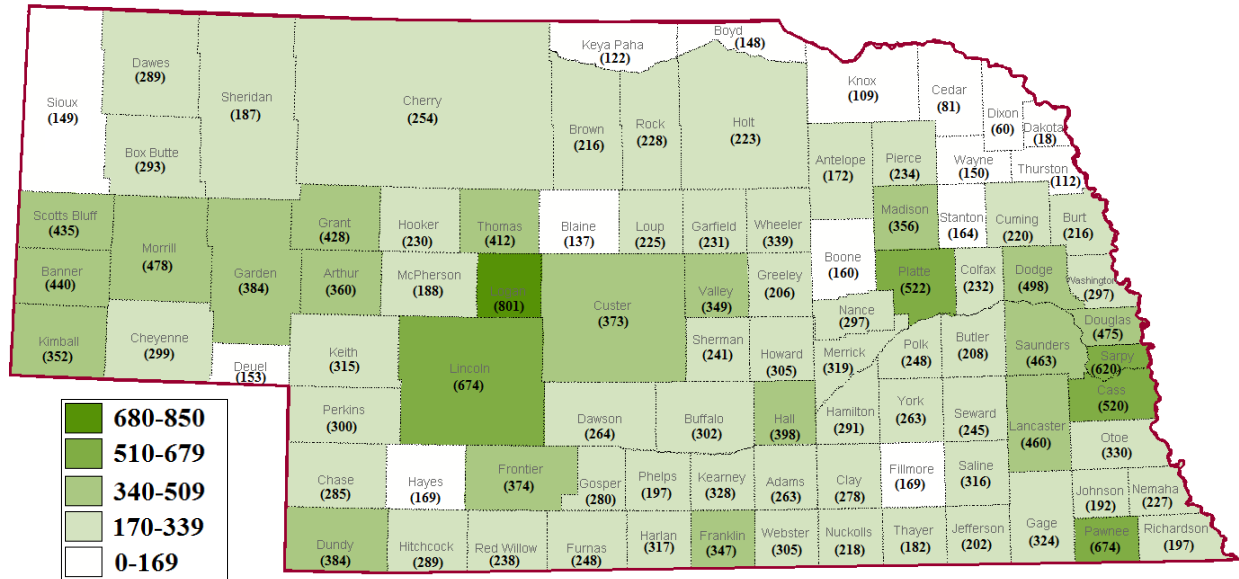 Boyd
(148)
Keya Paha
(122)
Dawes
(289)
Sheridan
(187)
Cherry
(254)
Sioux
(149)
Knox
(109)
Cedar
(81)
Dixon
(60)
Dakota
(18)
Brown
(216)
Rock
(228)
Holt
(223)
Box Butte
(293)
Antelope
(172)
Pierce
(234)
Wayne
(150)
Thurston
(112)
Scotts Bluff
(435)
Morrill
(478)
Grant
(428)
Hooker
(230)
Thomas
(412)
Blaine
(137)
Loup
(225)
Garfield
(231)
Wheeler
(339)
Madison
(356)
Stanton
(164)
Cuming
(220)
Burt
(216)
Banner
(440)
Garden
(384)
Arthur
(360)
McPherson
(188)
Logan
(801)
Custer
(373)
Valley
(349)
Greeley
(206)
Boone
(160)
Platte
(522)
Colfax
(232)
Dodge
(498)
Washington
(297)
Kimball
(352)
Cheyenne
(299)
Deuel
(153)
Keith
(315)
Lincoln
(674)
Sherman
(241)
Howard
(305)
Nance
(297)
Merrick
(319)
Polk
(248)
Butler
(208)
Saunders
(463)
Douglas
(475)
Sarpy
(620)
Cass
(520)
Perkins
(300)
Dawson
(264)
Buffalo
(302)
Hall
(398)
Hamilton
(291)
York
(263)
Seward
(245)
Lancaster
(460)
Otoe
(330)
Chase
(285)
Hayes
(169)
Frontier
(374)
Gosper
(280)
Phelps
(197)
Kearney
(328)
Adams
(263)
Clay
(278)
Fillmore
(169)
Saline
(316)
Johnson
(192)
Nemaha
(227)
Dundy
(384)
Hitchcock
(289)
Red Willow
(238)
Furnas
(248)
Harlan
(317)
Franklin
(347)
Webster
(305)
Nuckolls
(218)
Thayer
(182)
Jefferson
(202)
Gage
(324)
Pawnee
(674)
Richardson
(197)
680-850
510-679
340-509
170-339
0-169